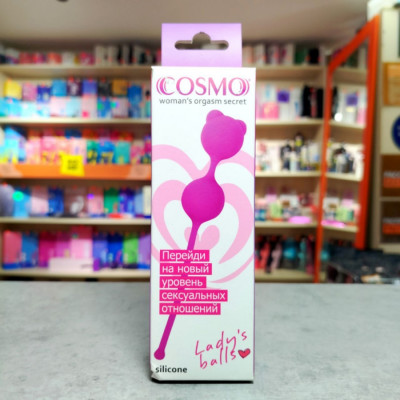 COSMO
woman's orgasm secret
Перейди
на новый
уровень
сексуальных
отношений
Lady's
balls
silicone